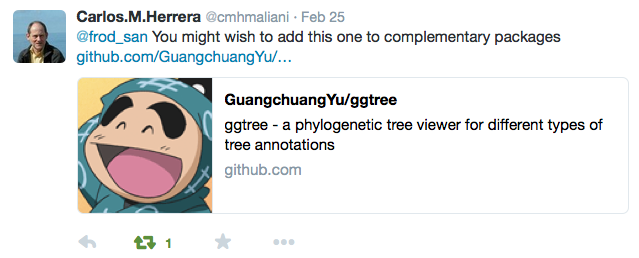 Carlos.M.Herrera @cmhmaliani · Feb 25
@frod_san You might wish to add this one to complementary packages
github.com/GuangchuangYu/…
GuangchuangYu/ggtree
ggtree - a phylogenetic tree viewer for different types of
tree annotations
github.com
1